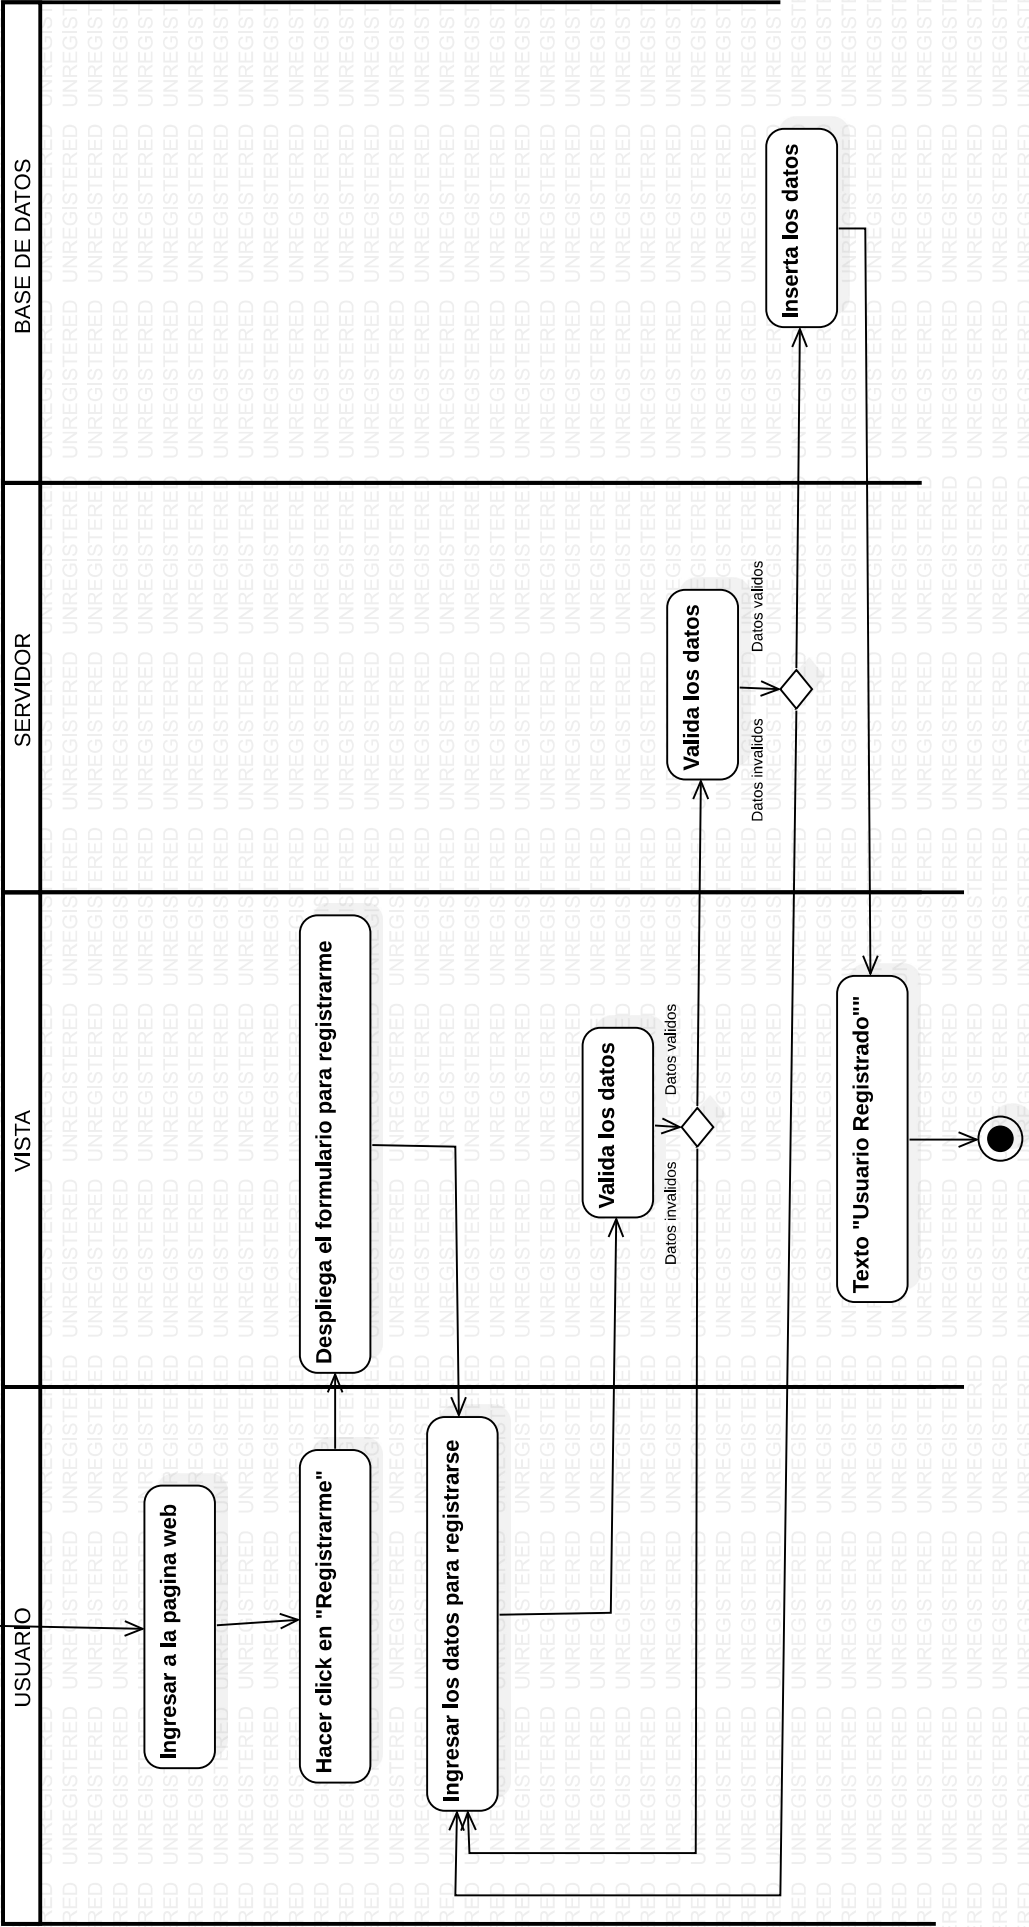 USUARIO
VISTA
SERVIDOR
BASE DE DATOS
Ingresar a la pagina web
Hacer click en "Registrarme"
Despliega el formulario para registrarme
Ingresar los datos para registrarse
Valida los datos
Datos invalidos
Datos validos
Valida los datos
Datos invalidos
Datos validos
Inserta los datos
Texto "Usuario Registrado""
UNREGISTERED